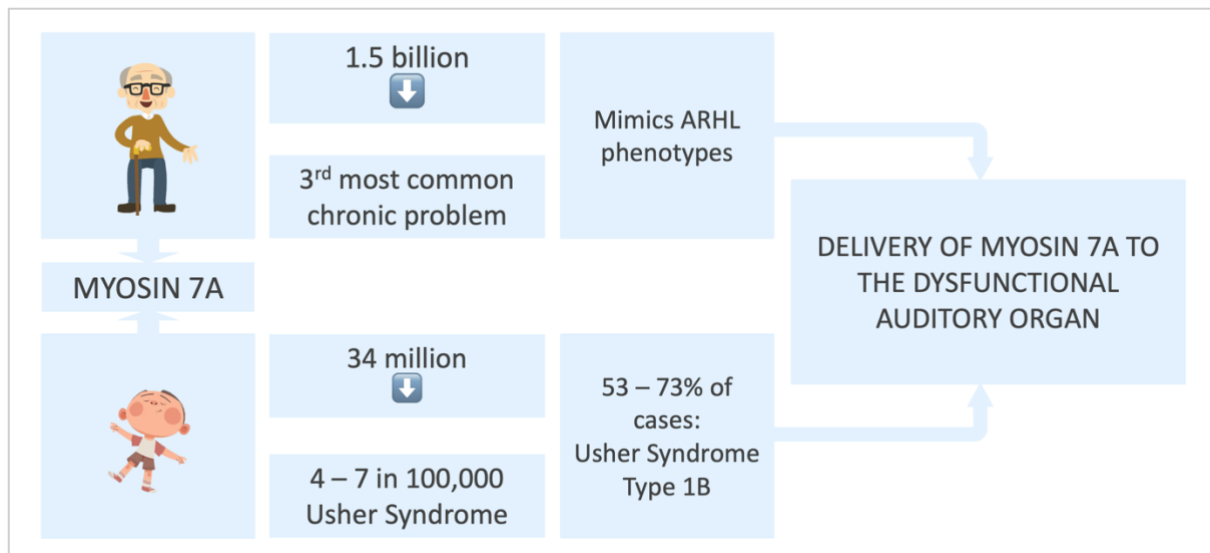 1.5 billion
3rd most common
chronic problem
Mimics ARHL
phenotypes
MYOSIN 7A
34 million
4 – 7 in 100,000
Usher Syndrome
53 – 73% of
cases:
Usher Syndrome
Type 1B
DELIVERY OF MYOSIN 7A TO
THE DYSFUNCTIONAL
AUDITORY ORGAN